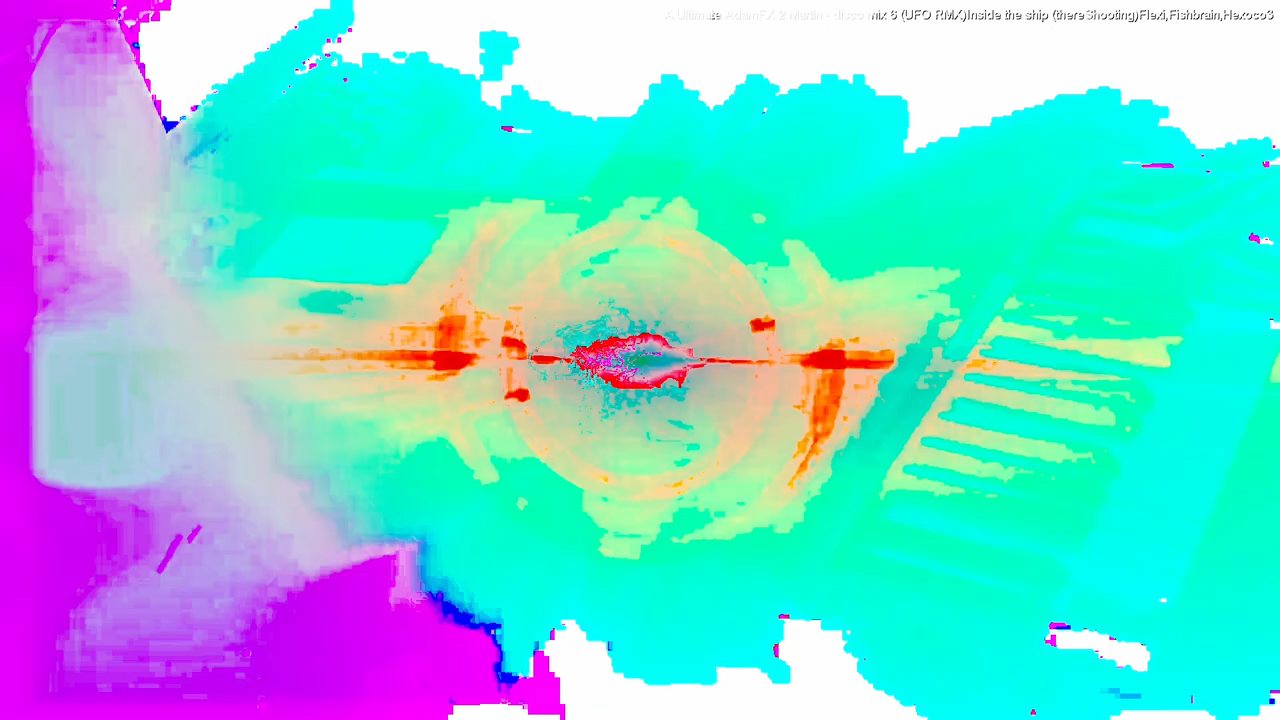 A Ultimate AdamFX 2 Martin - disco mix 6 (UFO RMX)Inside the ship (thereShooting)Flexi,Fishbrain,Hexoco3